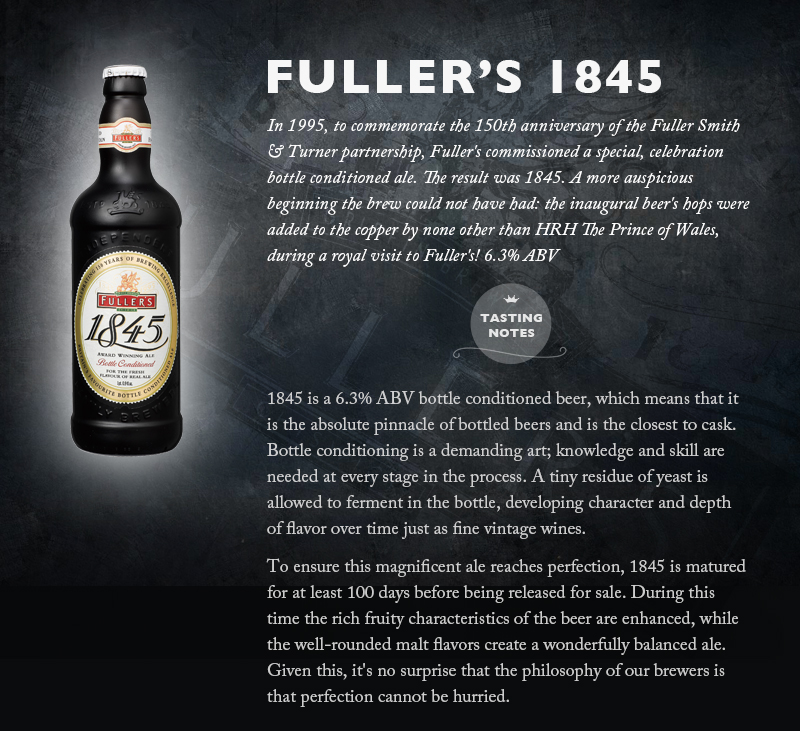 FULLER'S 1845
In 1995, to commemorate the 150th anniversary of the Fuller Smith
& Turner partnership, Fuller's commissioned a special, celebration
bottle conditioned ale. The result was 1845. A more auspicious
beginning the brew could not have had: the inaugural beer's hops were
added to the copper by none other than HRH The Prince of Wales,
during a royal visit to Fuller's! 6.3% ABV
TASTING
NOTES
1845 is a 6.3% ABV bottle conditioned beer, which means that it
is the absolute pinnacle of bottled beers and is the closest to cask.
Bottle conditioning is a demanding art; knowledge and skill are
needed at every stage in the process. A tiny residue of yeast is
allowed to ferment in the bottle, developing character and depth
of flavor over time just as fine vintage wines.
To ensure this magnificent ale reaches perfection, 1845 is matured
for at least 100 days before being released for sale. During this
time the rich fruity characteristics of the beer are enhanced, while
the well-rounded malt flavors create a wonderfully balanced ale.
Given this, it's no surprise that the philosophy of our brewers is
that perfection cannot be hurried.
FULLER'S
YEARS OF BREWING
FULLER'S
1845
AWARD WINNING ALE
Bottle Conditioned
FOR THE FRESH
FLAVOUR OF REAL ALE
FAVOURITE BOTTLE CONDITIONED